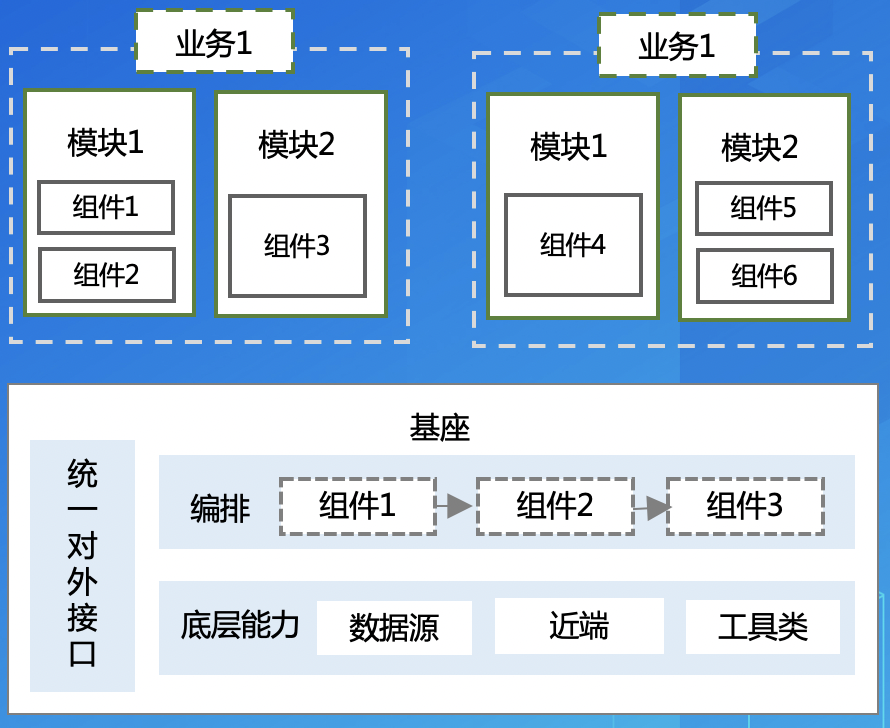 业务1
模块1
组件1
组件2
模块2
组件3
业务1
模块1
组件4
模块2
组件5
组件6
基座
统一对外接口
编排
组件1
组件2
组件3
底层能力
数据源
近端
工具类